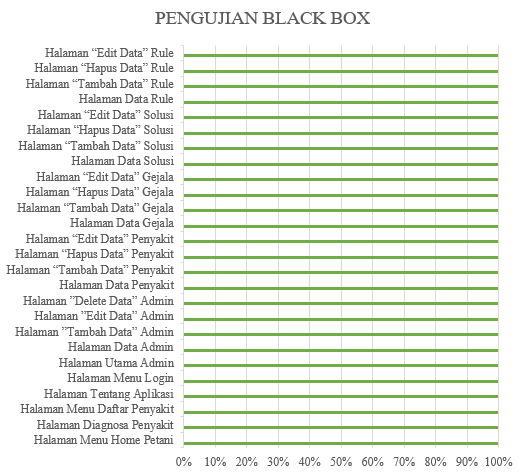 PENGUJIAN BLACK BOX
Halaman “Edit Data” Rule
Halaman “Hapus Data” Rule
Halaman “Tambah Data” Rule
Halaman Data Rule
Halaman “Edit Data” Solusi
Halaman “Hapus Data” Solusi
Halaman “Tambah Data” Solusi
Halaman Data Solusi
Halaman “Edit Data” Gejala
Halaman “Hapus Data” Gejala
Halaman “Tambah Data” Gejala
Halaman Data Gejala
Halaman “Edit Data” Penyakit
Halaman “Hapus Data” Penyakit
Halaman “Tambah Data” Penyakit
Halaman Data Penyakit
Halaman ”Delete Data” Admin
Halaman ”Edit Data” Admin
Halaman ”Tambah Data” Admin
Halaman Data Admin
Halaman Utama Admin
Halaman Menu Login
Halaman Tentang Aplikasi
Halaman Menu Daftar Penyakit
Halaman Diagnosa Penyakit
Halaman Menu Home Petani
0% 10% 20% 30% 40% 50% 60% 70% 80% 90% 100%